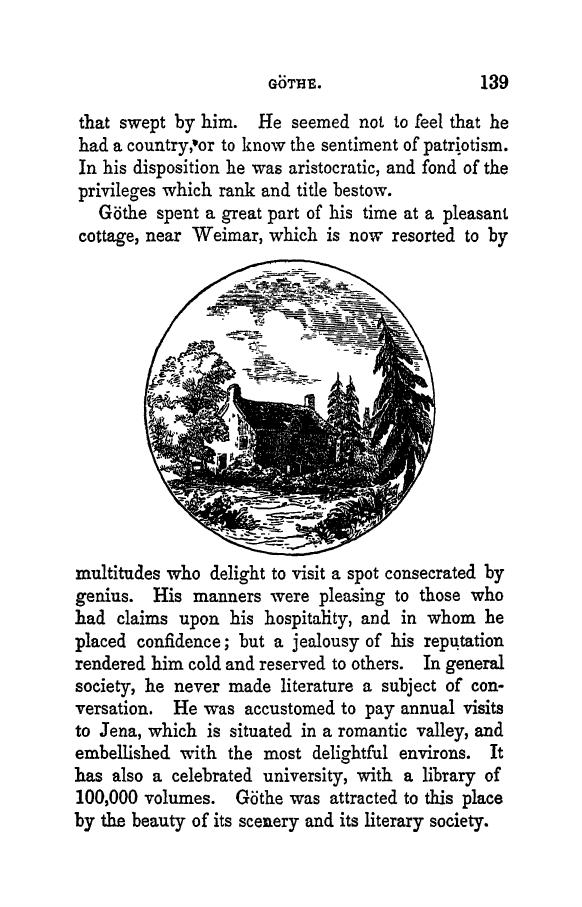 GÖTHE. 139
that swept by him. He seemed not to feel that he
had a country, or to know the sentiment of patriotism.
In his disposition he was aristocratic, and fond of the
privileges which rank and title bestow.
Göthe spent a great part of his time at a pleasant
cottage, near Weimar, which is now resorted to by
multitudes who delight to visit a spot consecrated by
genius. His manners were pleasing to those who
had claims upon his hospitality, and in whom he
placed confidence; but a jealousy of his reputation
rendered him cold and reserved to others. In general
society, he never made literature a subject of con-
versation. He was accustomed to pay annual visits
to Jena, which is situated in a romantic valley, and
embellished with the most delightful environs. It
has also a celebrated university, with a library of
100,000 volumes. Göthe was attracted to this place
by the beauty of its scenery and its literary society.